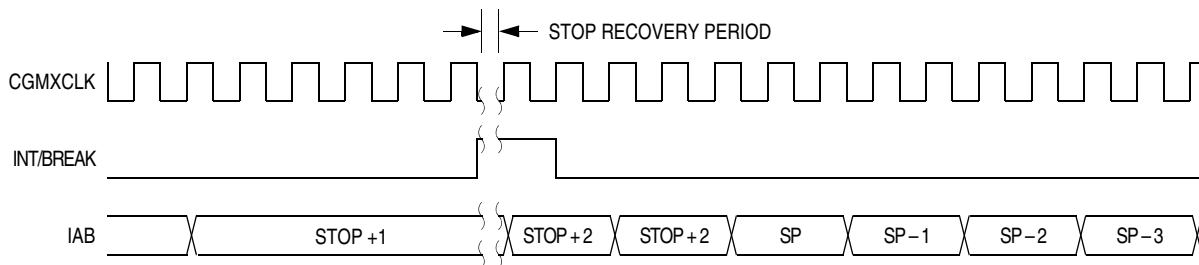 STOP RECOVERY PERIOD
CGMXCLK
INT/BREAK
IAB STOP +1 STOP + 2 STOP + 2 SP SP – 1 SP – 2 SP – 3